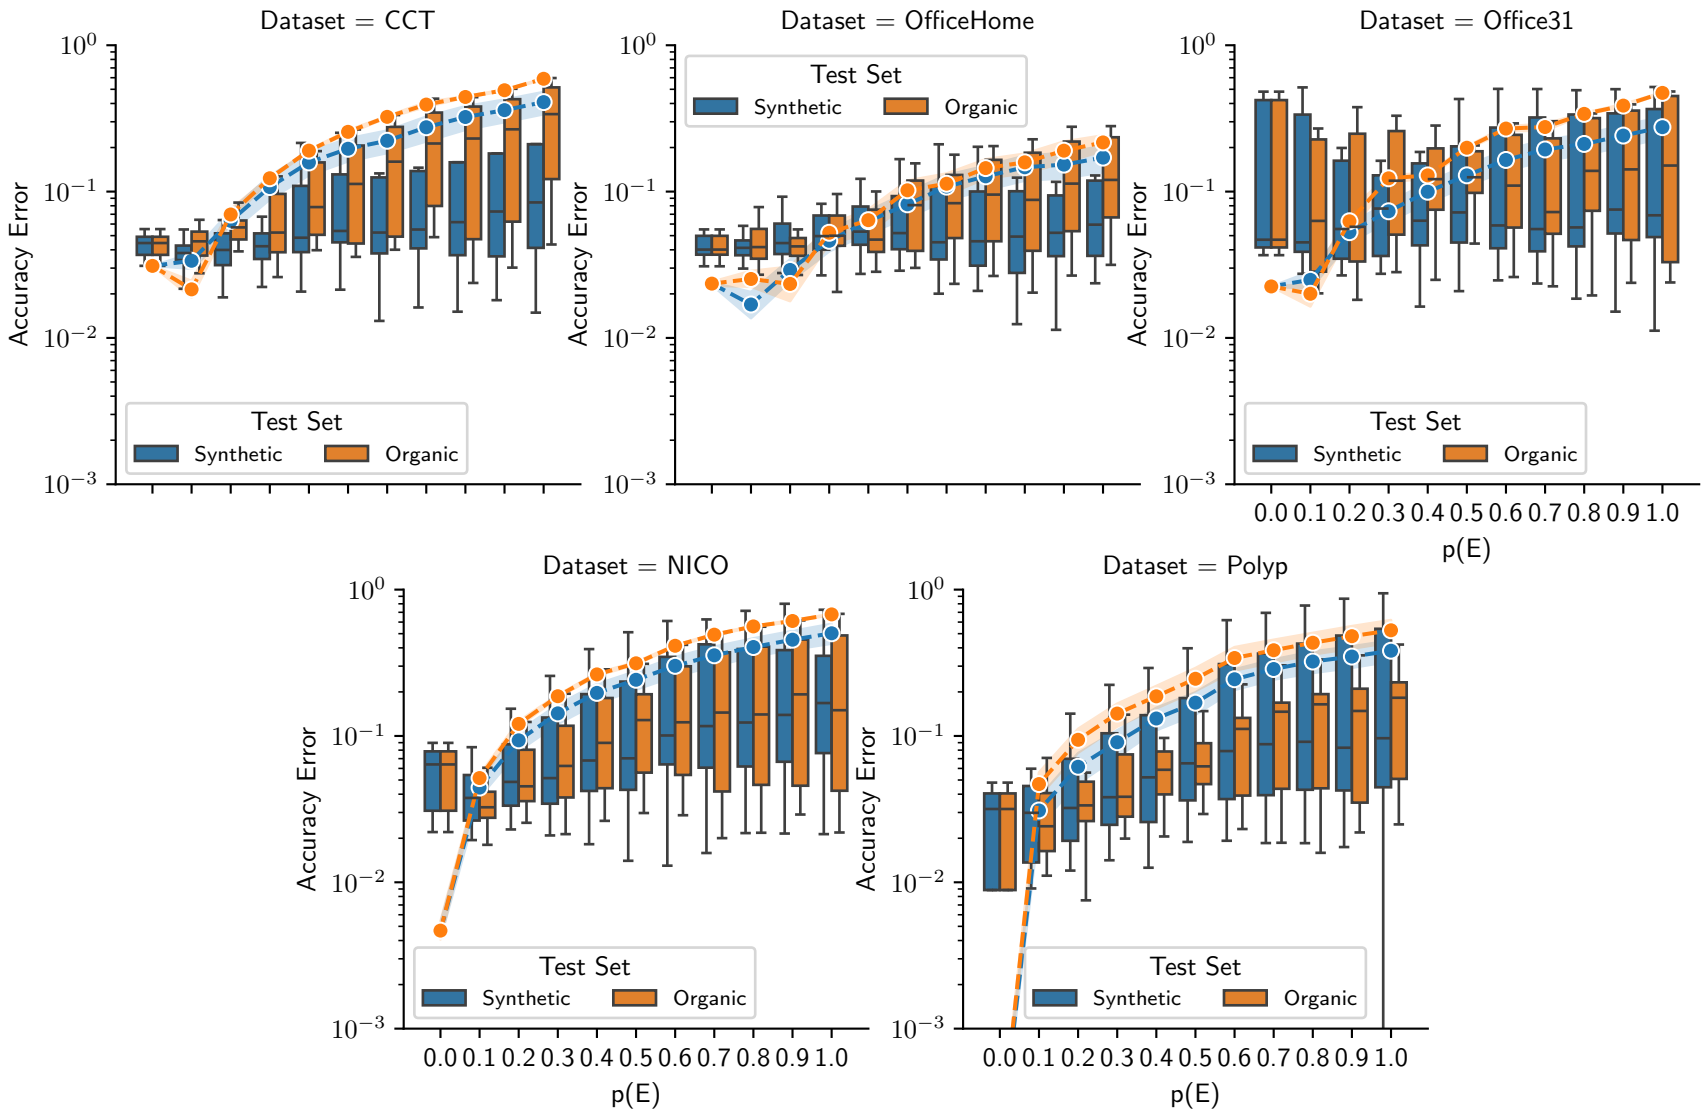 Dataset = CCT
Dataset = OfficeHome
Dataset = Office31
10^0
10^-1
10^-2
10^-3
Accuracy Error
Test Set
Synthetic Organic
10^0
10^-1
10^-2
10^-3
Accuracy Error
Test Set
Synthetic Organic
10^0
10^-1
10^-2
10^-3
Accuracy Error
Test Set
Synthetic Organic
0.0 0.1 0.2 0.3 0.4 0.5 0.6 0.7 0.8 0.9 1.0
p(E)
Dataset = NICO
Dataset = Polyp
10^0
10^-1
10^-2
10^-3
Accuracy Error
Test Set
Synthetic Organic
0.0 0.1 0.2 0.3 0.4 0.5 0.6 0.7 0.8 0.9 1.0
p(E)
10^0
10^-1
10^-2
10^-3
Accuracy Error
Test Set
Synthetic Organic
0.0 0.1 0.2 0.3 0.4 0.5 0.6 0.7 0.8 0.9 1.0
p(E)